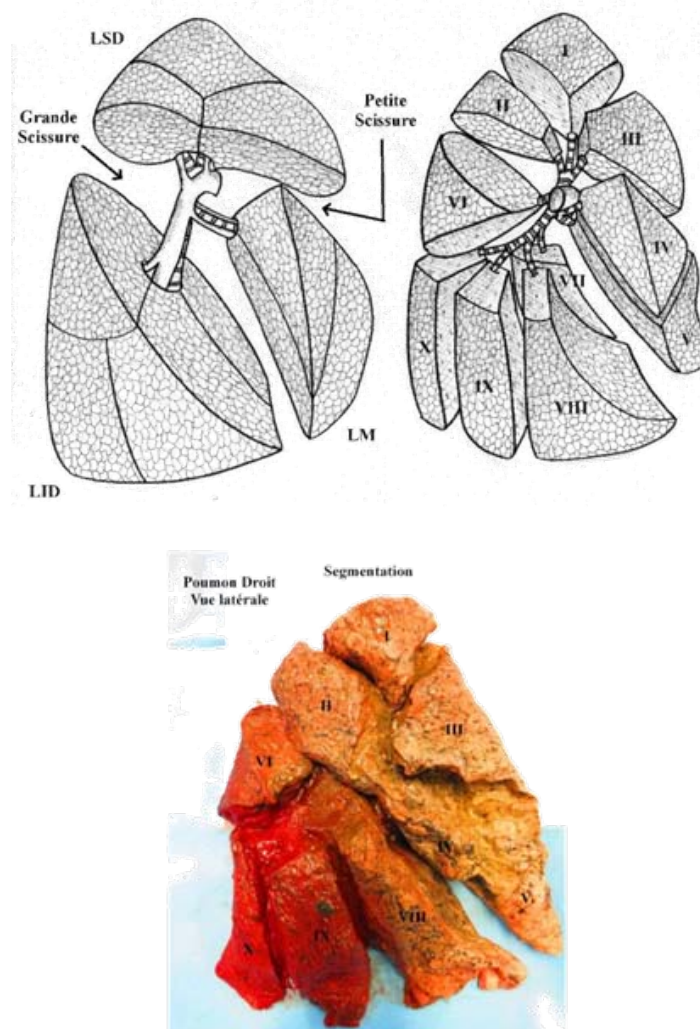 LSD
Grande
Scissure
Petite
Scissure
LM
LID
I
II
III
VI
IV
VII
V
X
IX
VIII
Poumon Droit
Vue latérale
Segmentation
I
II
III
VI
IV
V
VIII
X
IX